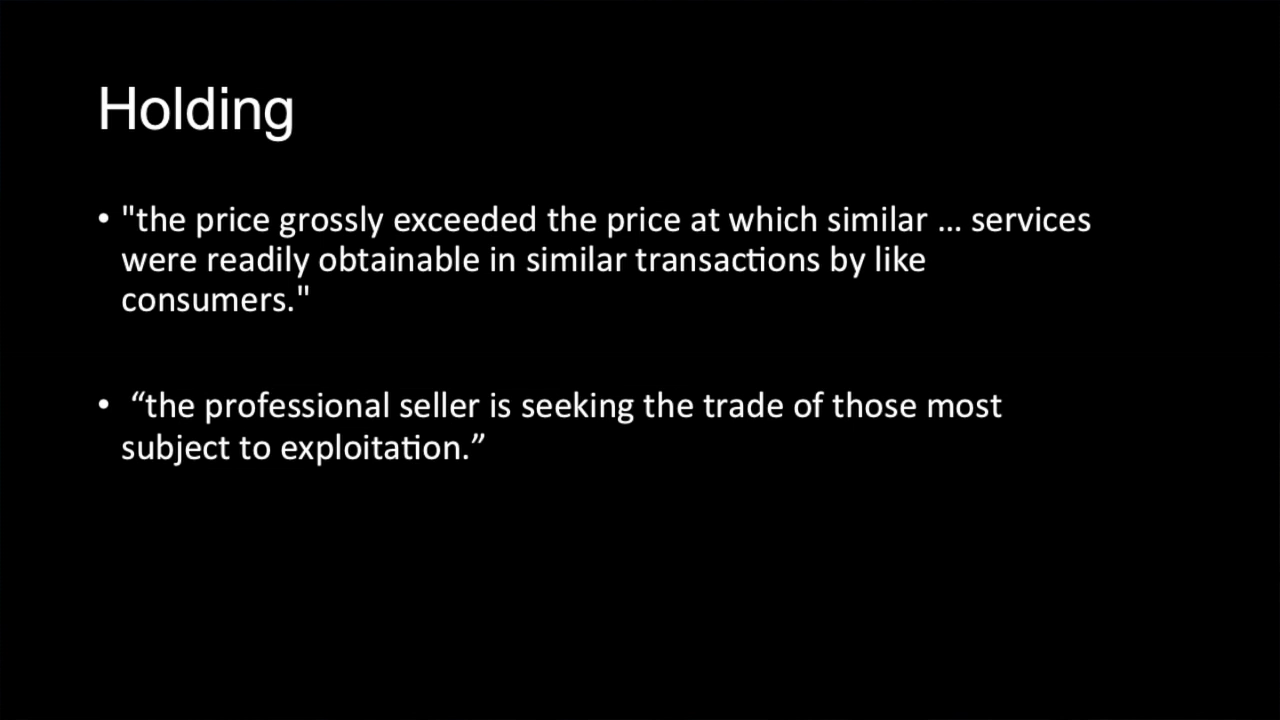 Holding
• "the price grossly exceeded the price at which similar ... services
were readily obtainable in similar transactions by like
consumers."
• “the professional seller is seeking the trade of those most
subject to exploitation.”